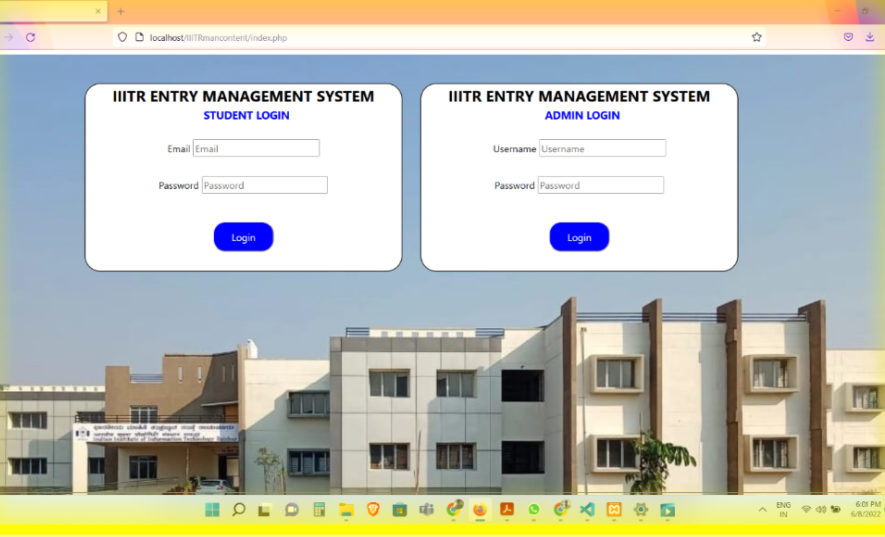 localhost/IIITRmancontent/index.php
IIITR ENTRY MANAGEMENT SYSTEM
STUDENT LOGIN
Email Email
Password Password
Login
IIITR ENTRY MANAGEMENT SYSTEM
ADMIN LOGIN
Username Username
Password Password
Login
Indian Institute of Information Technology Raichur
ENG
IN
6:01 PM
6/8/2022